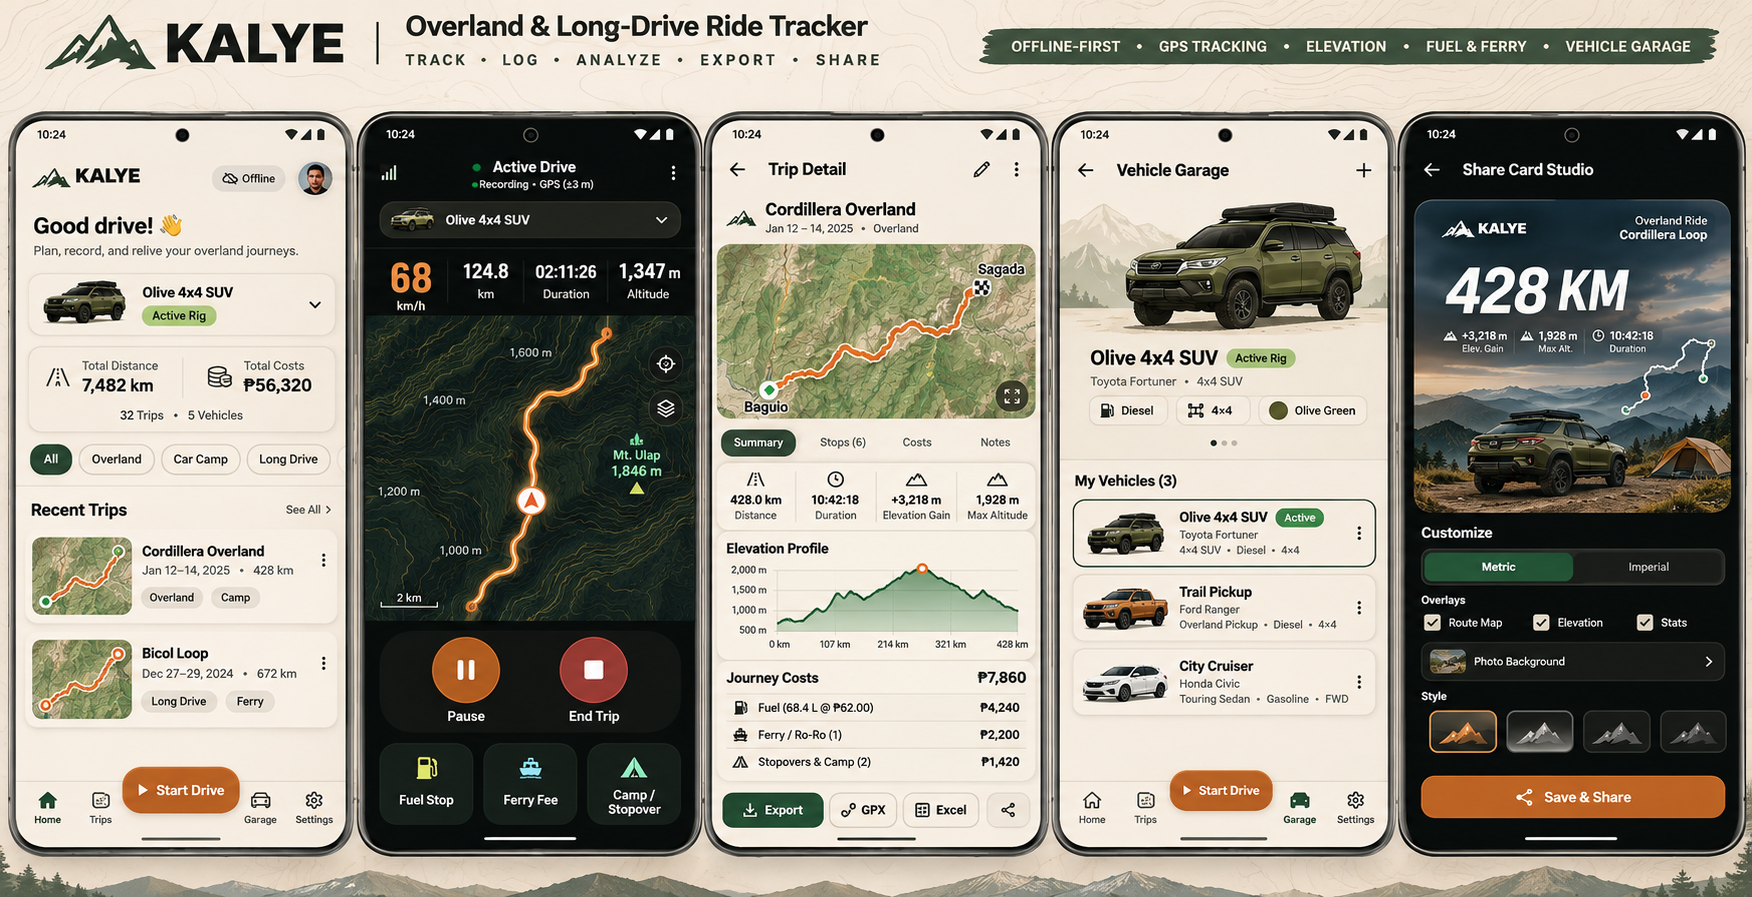 KALYE
Overland & Long-Drive Ride Tracker
TRACK • LOG • ANALYZE • EXPORT • SHARE
OFFLINE-FIRST • GPS TRACKING • ELEVATION • FUEL & FERRY • VEHICLE GARAGE
10:24
KALYE
Offline
Good drive! 👋
Plan, record, and relive your overland journeys.
Olive 4x4 SUV
Active Rig
Total Distance
7,482 km
Total Costs
₱56,320
32 Trips • 5 Vehicles
All
Overland
Car Camp
Long Drive
Recent Trips
See All >
Cordillera Overland
Jan 12–14, 2025 • 428 km
Overland
Camp
Bicol Loop
Dec 27–29, 2024 • 672 km
Long Drive
Ferry
Start Drive
Home
Trips
Garage
Settings
10:24
Active Drive
Recording • GPS (±3 m)
Olive 4x4 SUV
68
km/h
124.8
km
02:11:26
Duration
1,347 m
Altitude
1,600 m
1,400 m
Mt. Ulap
1,846 m
1,200 m
1,000 m
2 km
Pause
End Trip
Fuel Stop
Ferry Fee
Camp /
Stopover
10:24
Trip Detail
Cordillera Overland
Jan 12 – 14, 2025 • Overland
Sagada
Baguio
Summary
Stops (6)
Costs
Notes
428.0 km
Distance
10:42:18
Duration
+3,218 m
Elevation Gain
1,928 m
Max Altitude
Elevation Profile
2,000 m
1,500 m
1,000 m
500 m
0 km
107 km
214 km
321 km
428 km
Journey Costs
₱7,860
Fuel (68.4 L @ ₱62.00)
₱4,240
Ferry / Ro-Ro (1)
₱2,200
Stopovers & Camp (2)
₱1,420
Export
GPX
Excel
10:24
Vehicle Garage
Olive 4x4 SUV
Active Rig
Toyota Fortuner • 4x4 SUV
Diesel
4×4
Olive Green
My Vehicles (3)
Olive 4x4 SUV
Active
Toyota Fortuner
4×4 SUV • Diesel • 4×4
Trail Pickup
Ford Ranger
Overland Pickup • Diesel • 4×4
City Cruiser
Honda Civic
Touring Sedan • Gasoline • FWD
Start Drive
Home
Trips
Garage
Settings
10:24
Share Card Studio
KALYE
Overland Ride
Cordillera Loop
428 KM
+3,218 m
Elev. Gain
1,928 m
Max Alt.
10:42:18
Duration
Customize
Metric
Imperial
Overlays
Route Map
Elevation
Stats
Photo Background
Style
Save & Share